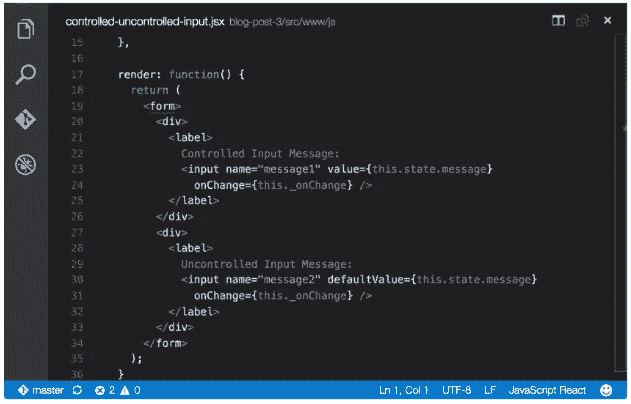 controlled-uncontrolled-input.jsx blog-post-3/src/www/js
15 },
16
17 render: function() {
18 return (
19 <form>
20 <div>
21 <label>
22 Controlled Input Message:
23 <input name="message1" value={this.state.message}
24 onChange={this._onChange} />
25 </label>
26 </div>
27 <div>
28 <label>
29 Uncontrolled Input Message:
30 <input name="message2" defaultValue={this.state.message}
31 onChange={this._onChange} />
32 </label>
33 </div>
34 </form>
35 );
36 }
master 2 0 Ln 1, Col 1 UTF-8 LF JavaScript React